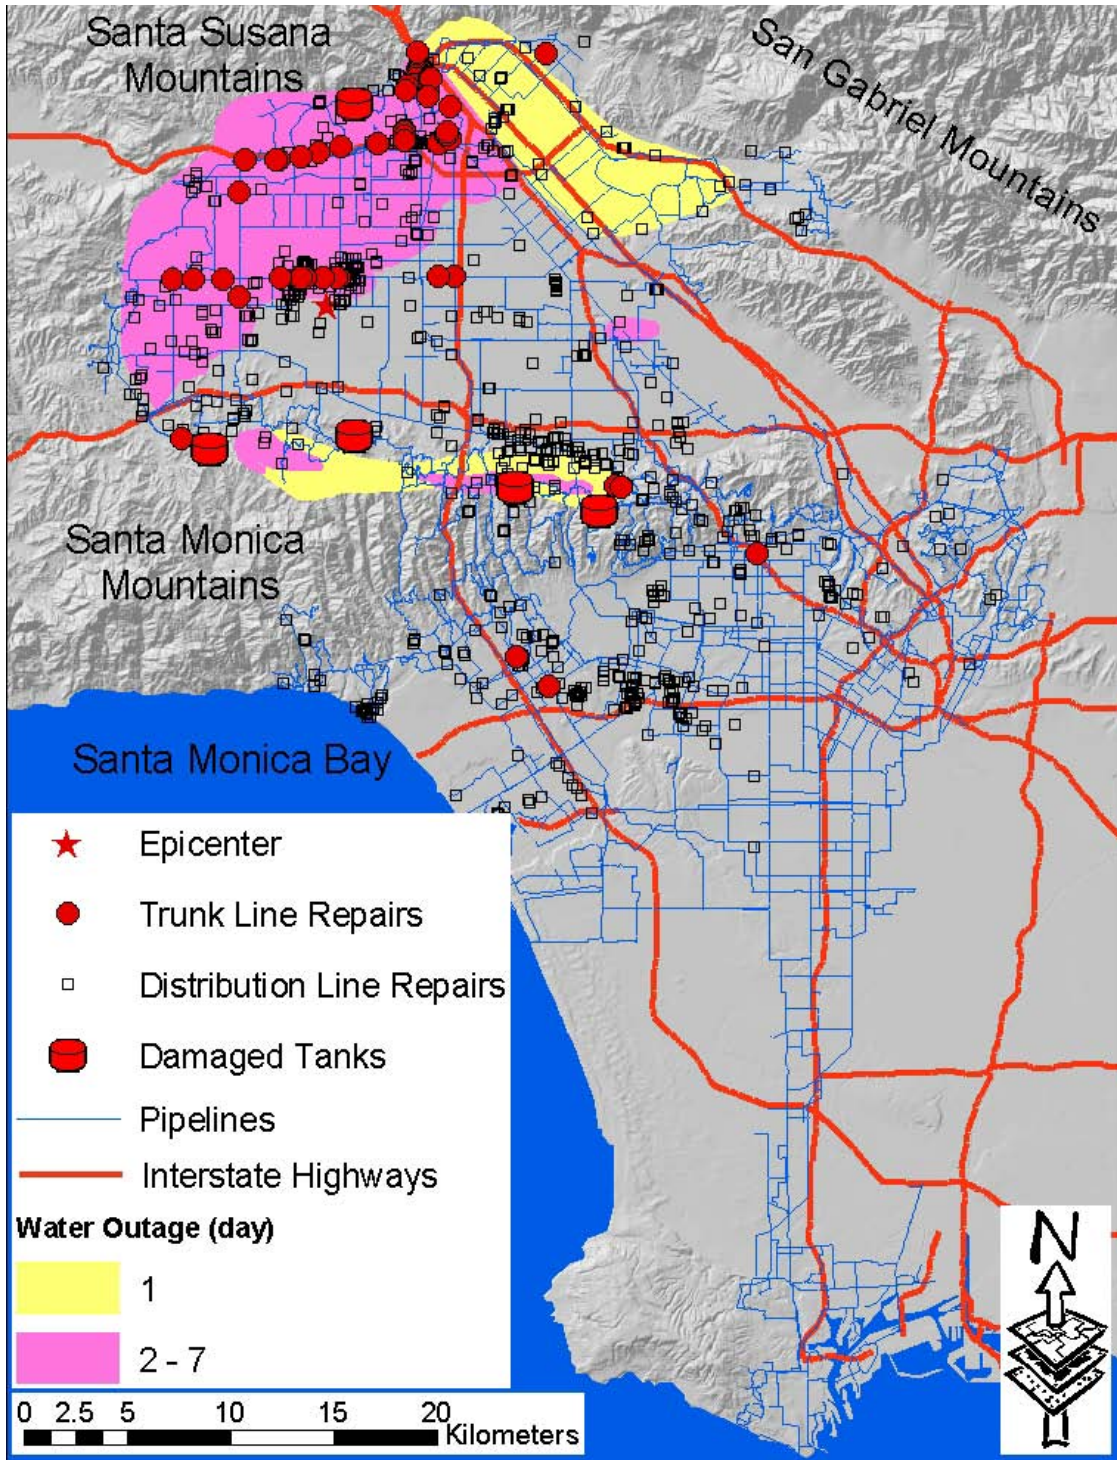 Santa Susana
Mountains
San Gabriel Mountains
Santa Monica
Mountains
Santa Monica Bay
Epicenter
Trunk Line Repairs
Distribution Line Repairs
Damaged Tanks
Pipelines
Interstate Highways
Water Outage (day)
1
2 - 7
N
0 2.5 5 10 15 20
Kilometers